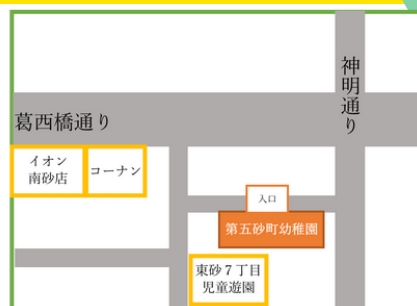 神明通り
葛西橋通り
イオン
南砂店
コーナン
入口
第五砂町幼稚園
東砂７丁目
児童遊園